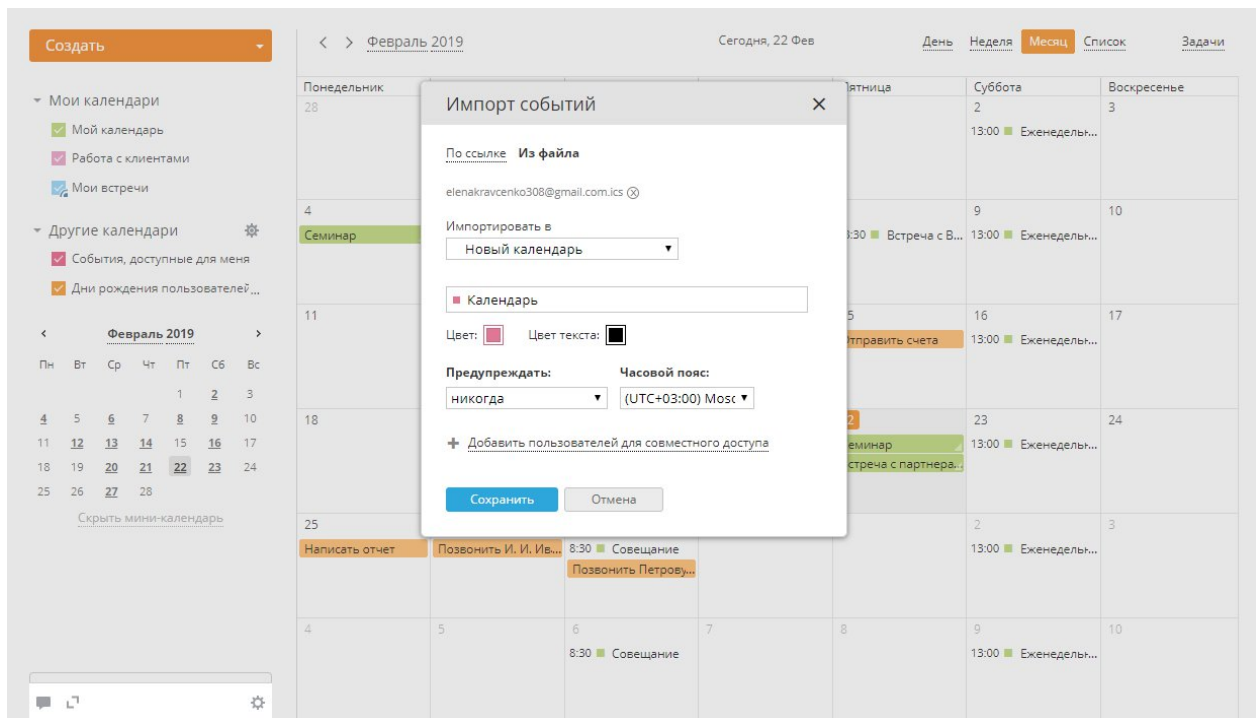 Создать
Февраль 2019
Сегодня, 22 Фев
День Неделя Месяц Список Задачи
Мои календари
Мой календарь
Работа с клиентами
Мои встречи
Другие календари
События, доступные для меня
Дни рождения пользователей...
Февраль 2019
Пн Вт Ср Чт Пт Сб Вс
1 2 3
4 5 6 7 8 9 10
11 12 13 14 15 16 17
18 19 20 21 22 23 24
25 26 27 28
Скрыть мини-календарь
Понедельник Суббота Воскресенье
28 2 3
13:00 Еженедельн...
4 9 10
Семинар Встреча с В... 13:00 Еженедельн...
11 16 17
13:00 Еженедельн...
18 23 24
13:00 Еженедельн...
25 2 3
Написать отчет Позвонить И. И. Ив... 8:30 Совещание 13:00 Еженедельн...
Позвонить Петрову...
4 5 6 7 8 9 10
8:30 Совещание 13:00 Еженедельн...
Импорт событий
По ссылке Из файла
elenakravcenko308@gmail.com.ics
Импортировать в
Новый календарь
Календарь
Цвет: Цвет текста:
Предупреждать: Часовой пояс:
никогда (UTC+03:00) Mosc
Добавить пользователей для совместного доступа
Сохранить Отмена